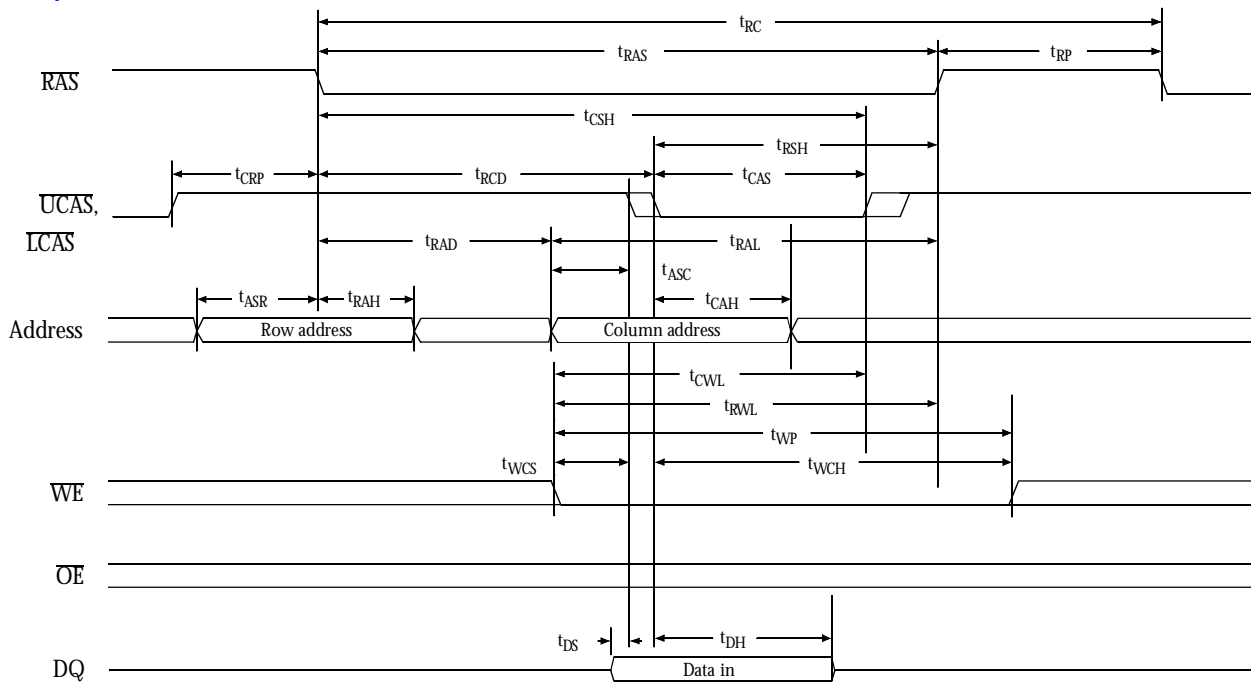 tRC
tRAS
tRP
RAS
tCSH
tRSH
tCRP
tRCD
tCAS
UCAS,
LCAS
tRAD
tRAL
tASC
tASR
tRAH
tCAH
Address
Row address
Column address
tCWL
tRWL
tWP
tWCS
tWCH
WE
OE
tDS
tDH
DQ
Data in